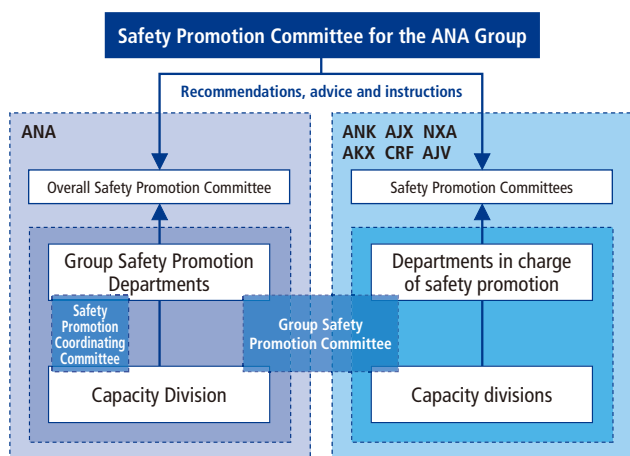 Safety Promotion Committee for the ANA Group
Recommendations, advice and instructions
ANA
Overall Safety Promotion Committee
Group Safety Promotion
Departments
Safety
Promotion
Coordinating
Committee
Capacity Division
Group Safety
Promotion Committee
ANK AJX NXA
AKX CRF AJV
Safety Promotion Committees
Departments in charge
of safety promotion
Capacity divisions